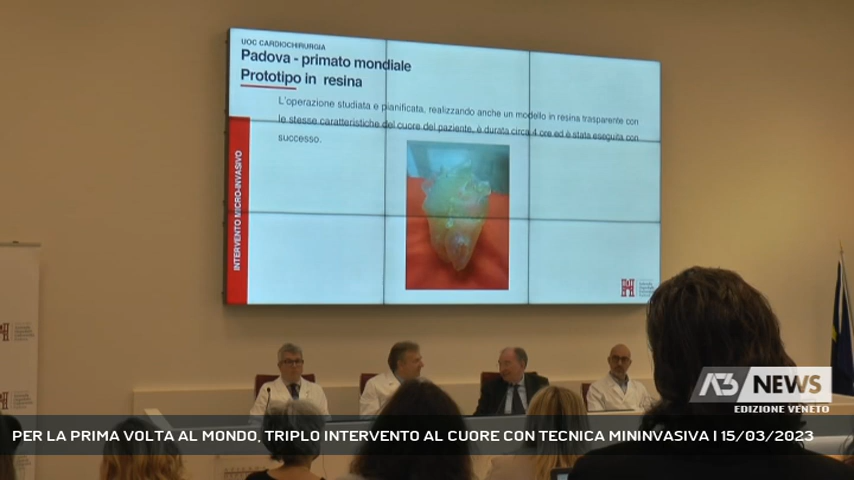 UOC CARDIOCHIRURGIA
Padova - primato mondiale
Prototipo in resina
L'operazione studiata e pianificata, realizzando anche un modello in resina trasparente con
le stesse caratteristiche del cuore del paziente, è durata circa 4 ore ed è stata eseguita con
successo.
INTERVENTO MICRO-INVASIVO
A3 NEWS
EDIZIONE VENETO
PER LA PRIMA VOLTA AL MONDO, TRIPLO INTERVENTO AL CUORE CON TECNICA MININVASIVA | 15/03/2023